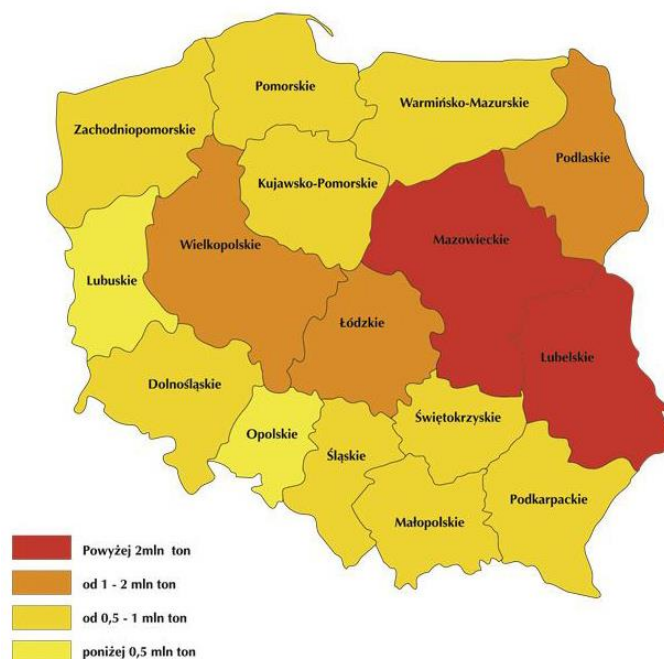 Pomorskie
Warmińsko-Mazurskie
Zachodniopomorskie
Podlaskie
Kujawsko-Pomorskie
Mazowieckie
Wielkopolskie
Lubuskie
Łódzkie
Lubelskie
Dolnośląskie
Świętokrzyskie
Opolskie
Śląskie
Podkarpackie
Małopolskie
Powyżej 2mln ton
od 1 - 2 mln ton
od 0,5 - 1 mln ton
poniżej 0,5 mln ton